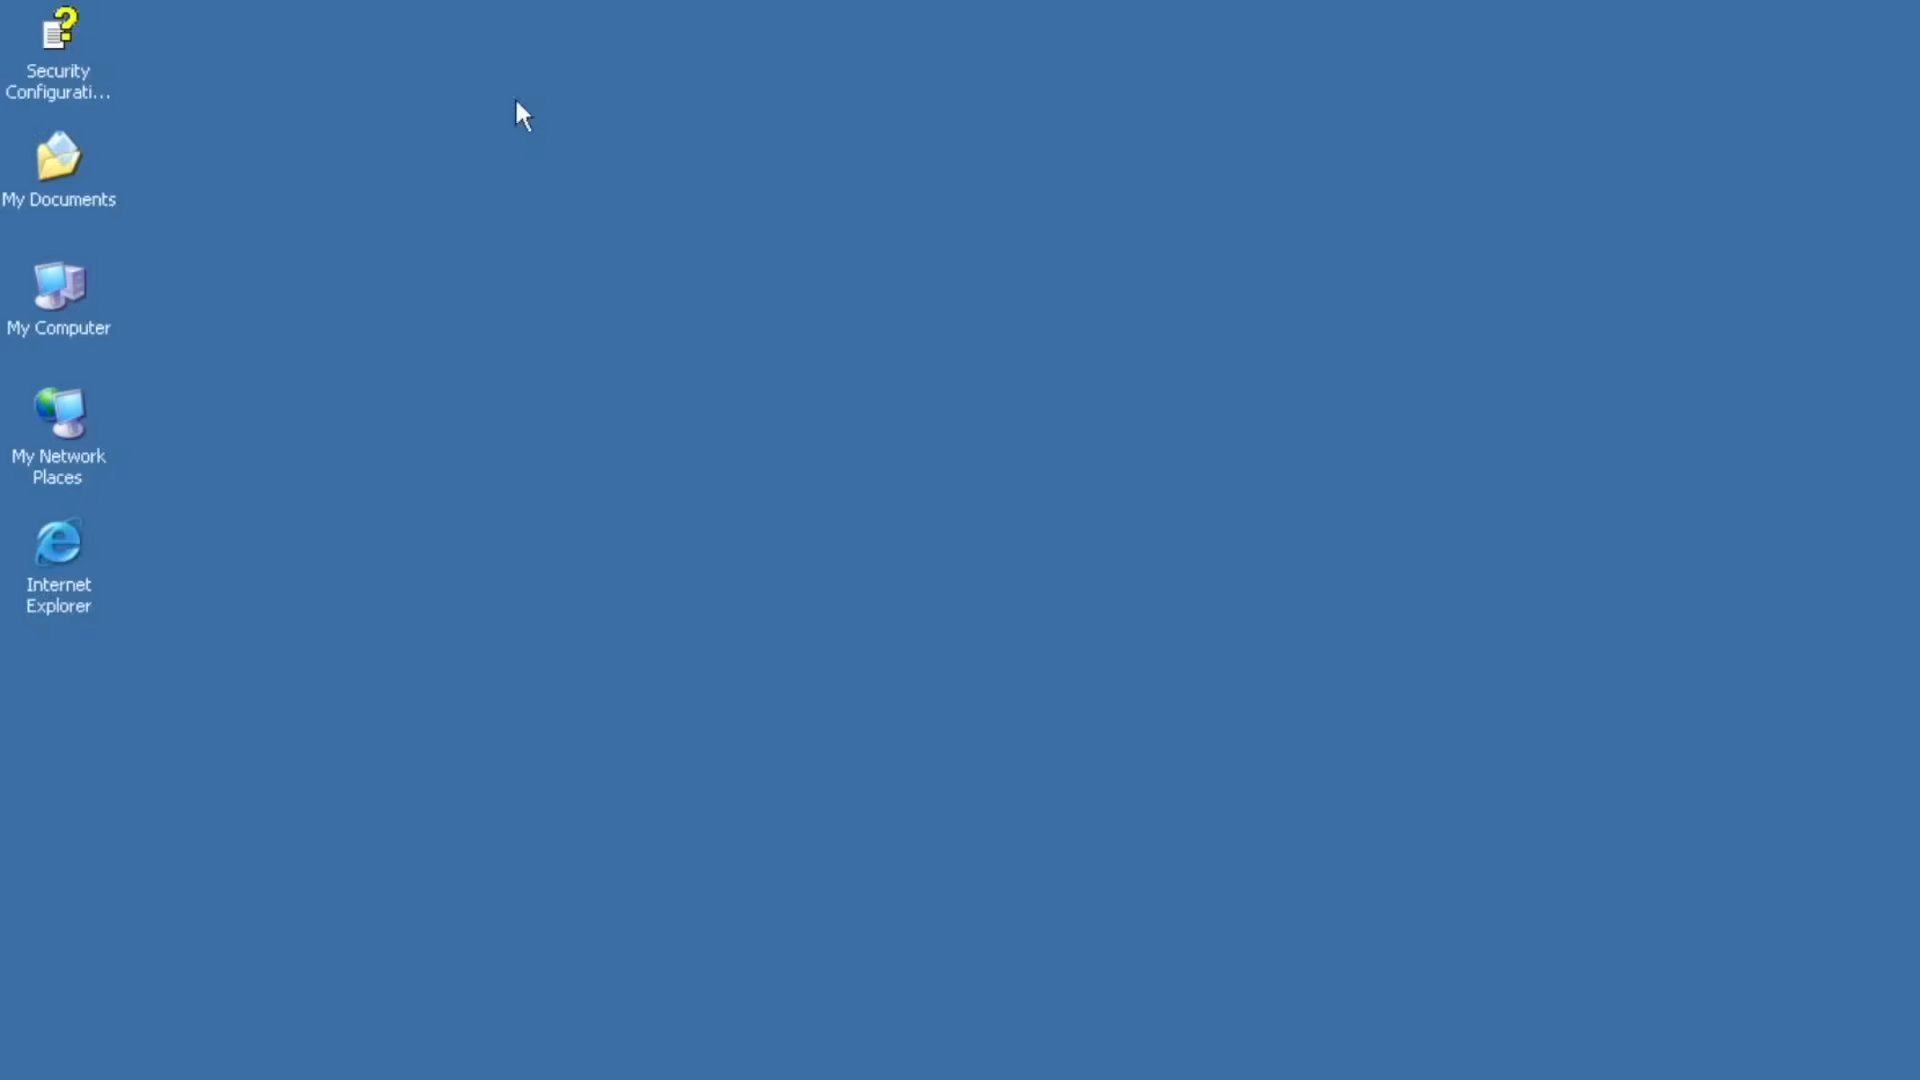 Security
Configurati...
My Documents
My Computer
My Network
Places
Internet
Explorer